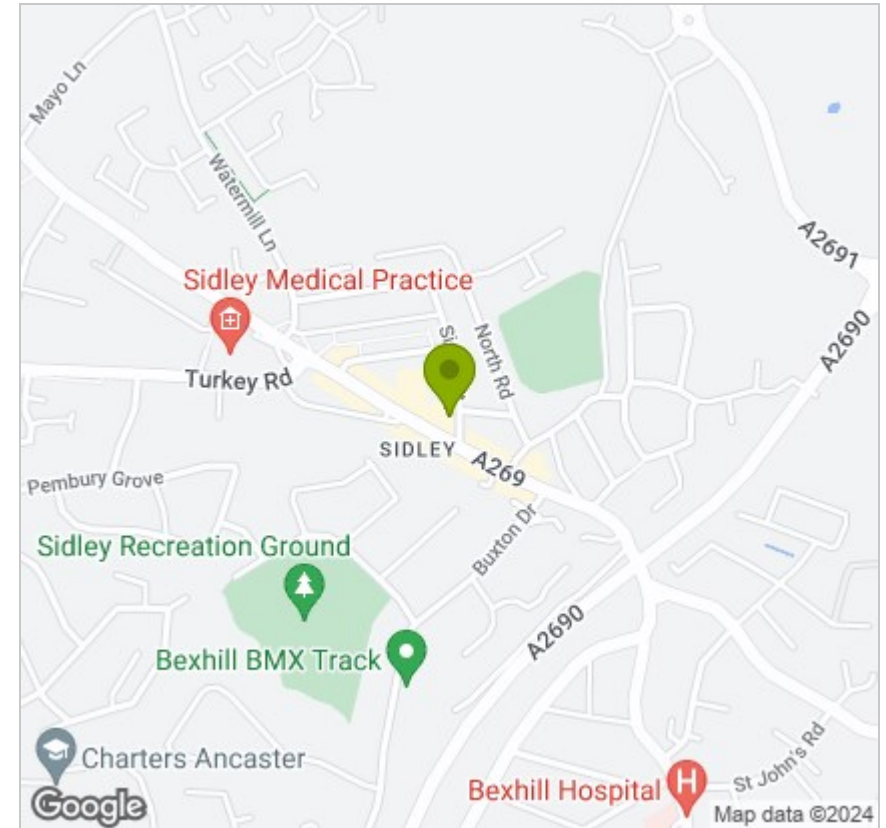 Mayo Ln
Watermill Ln
A2691
Sidley Medical Practice
A2690
North Rd
Turkey Rd
SIDLEY
A269
Pembury Grove
Buxton Dr
Sidley Recreation Ground
A2690
Bexhill BMX Track
St John's Rd
Charters Ancaster
Bexhill Hospital
H
Google
Map data ©2024